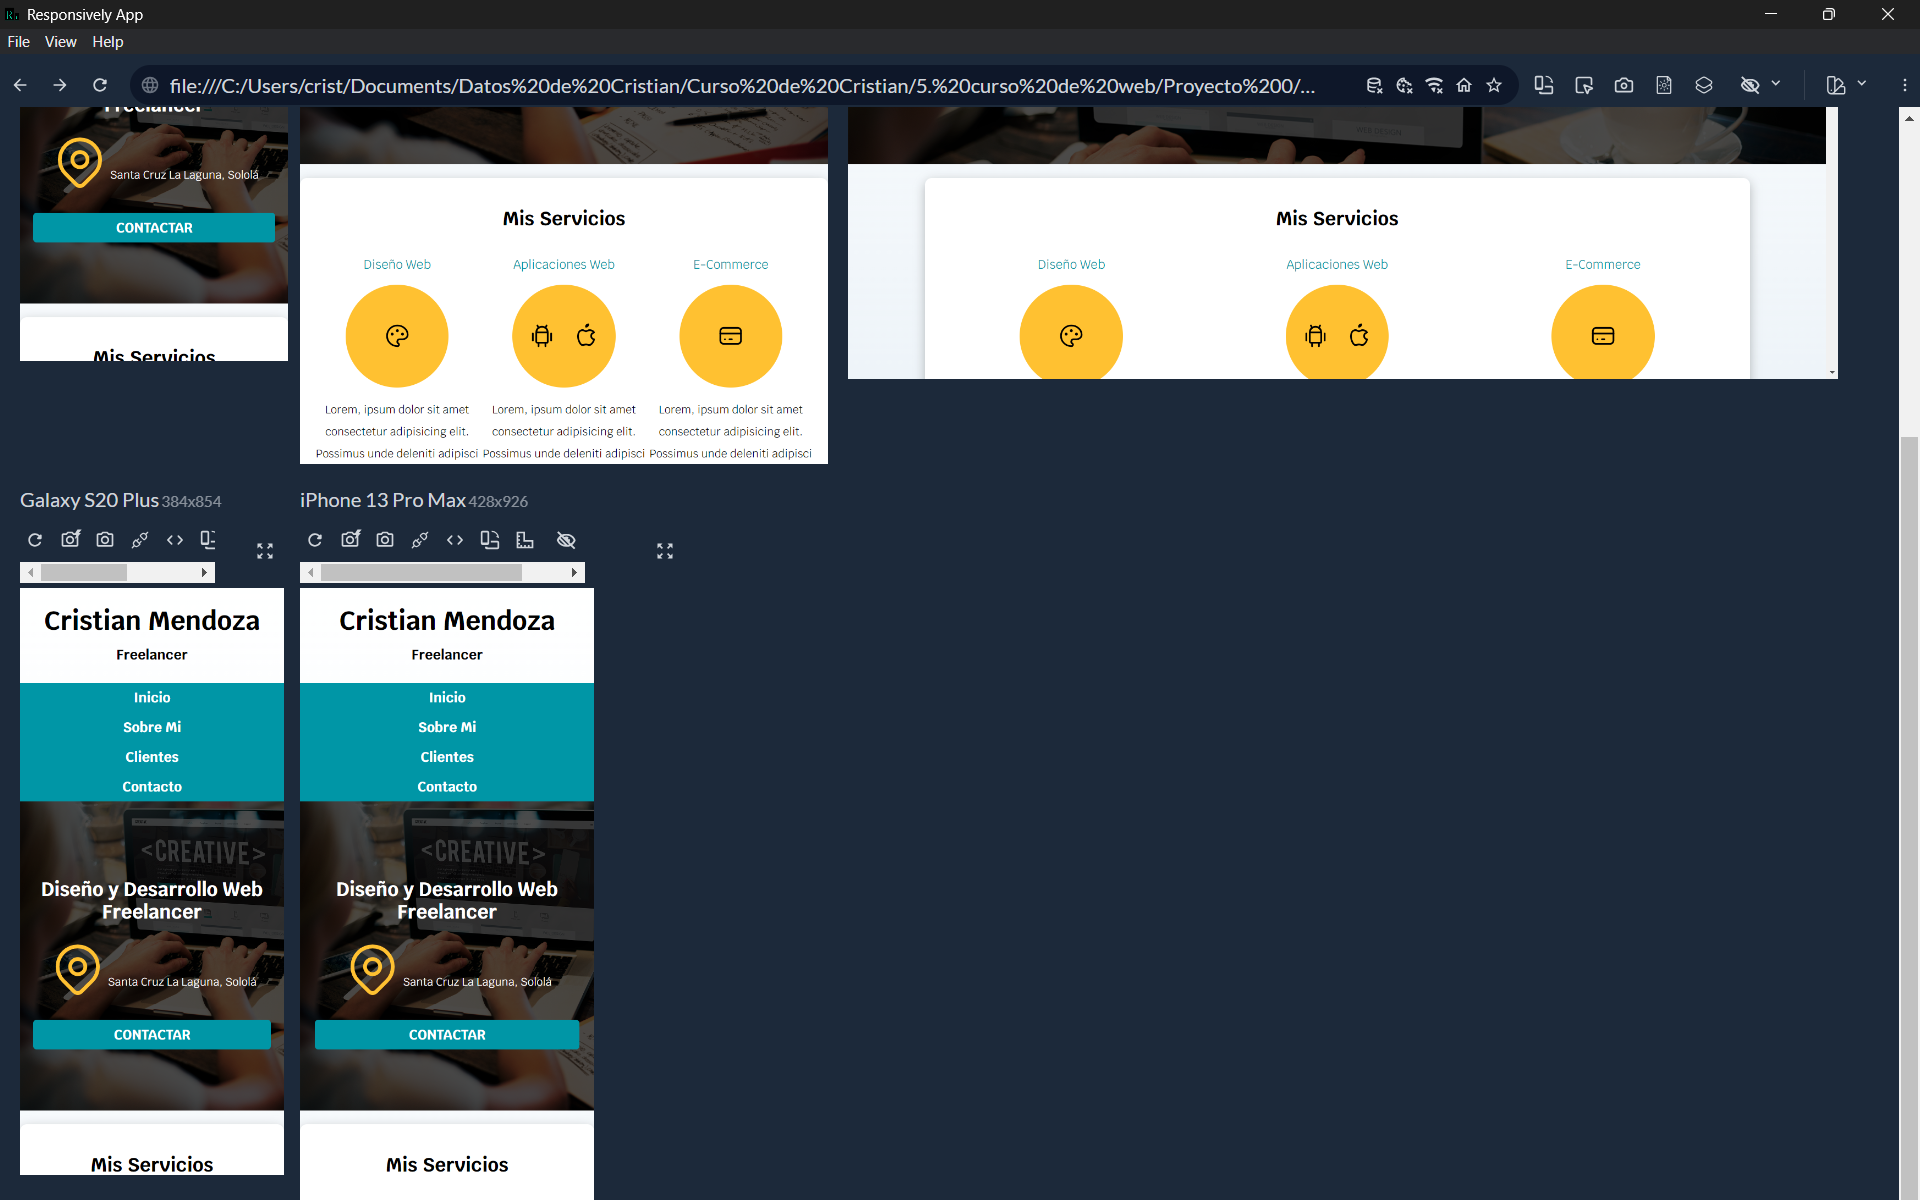 Responsively App
File View Help
file:///C:/Users/crist/Documents/Datos%20de%20Cristian/Curso%20de%20Cristian/5.%20curso%20de%20web/Proyecto%200/...
Freelancer
Santa Cruz La Laguna, Sololá
CONTACTAR
Mis Servicios
Mis Servicios
Diseño Web Aplicaciones Web E-Commerce
Lorem, ipsum dolor sit amet Lorem, ipsum dolor sit amet Lorem, ipsum dolor sit amet
consectetur adipisicing elit. consectetur adipisicing elit. consectetur adipisicing elit.
Possimus unde deleniti adipisci Possimus unde deleniti adipisci Possimus unde deleniti adipisci
WEB DESIGN
Mis Servicios
Diseño Web Aplicaciones Web E-Commerce
Galaxy S20 Plus 384x854
Cristian Mendoza
Freelancer
Inicio
Sobre Mi
Clientes
Contacto
<CREATIVE>
Diseño y Desarrollo Web
Freelancer
Santa Cruz La Laguna, Sololá
CONTACTAR
Mis Servicios
iPhone 13 Pro Max 428x926
Cristian Mendoza
Freelancer
Inicio
Sobre Mi
Clientes
Contacto
<CREATIVE>
Diseño y Desarrollo Web
Freelancer
Santa Cruz La Laguna, Sololá
CONTACTAR
Mis Servicios